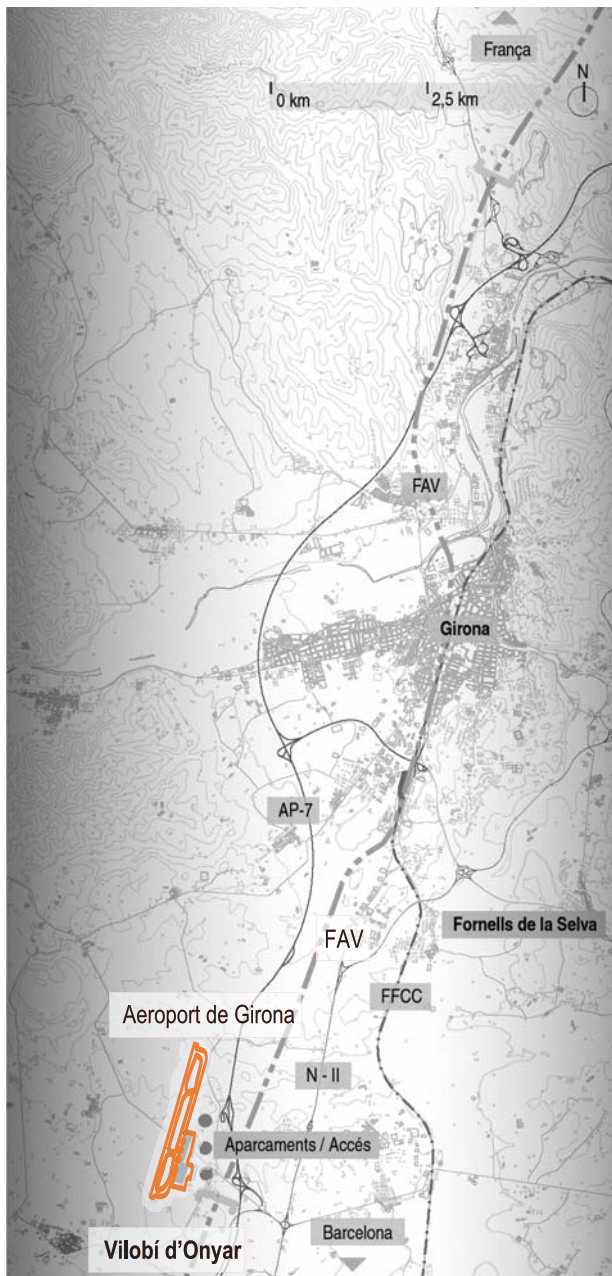 França
N
0 km
2,5 km
FAV
Girona
AP-7
Fornells de la Selva
FAV
FFCC
Aeroport de Girona
N - II
Aparcaments / Accés
Barcelona
Vilobí d'Onyar